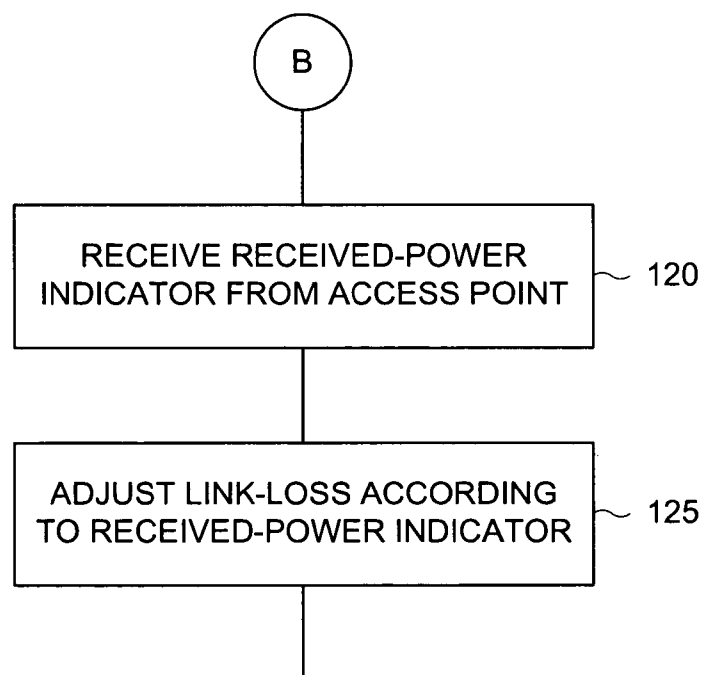 B
RECEIVE RECEIVED-POWER
INDICATOR FROM ACCESS POINT
120
ADJUST LINK-LOSS ACCORDING
TO RECEIVED-POWER INDICATOR
125